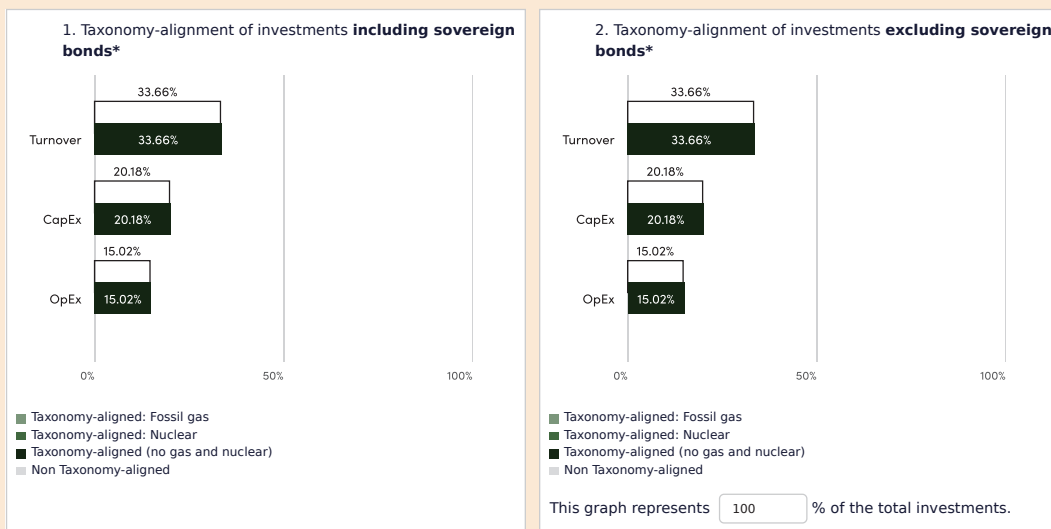 1. Taxonomy-alignment of investments including sovereign
bonds*
33.66%
Turnover
33.66%
20.18%
CapEx
20.18%
15.02%
OpEx
15.02%
0%
50%
100%
Taxonomy-aligned: Fossil gas
Taxonomy-aligned: Nuclear
Taxonomy-aligned (no gas and nuclear)
Non Taxonomy-aligned
2. Taxonomy-alignment of investments excluding sovereign
bonds*
33.66%
Turnover
33.66%
20.18%
CapEx
20.18%
15.02%
OpEx
15.02%
0%
50%
100%
Taxonomy-aligned: Fossil gas
Taxonomy-aligned: Nuclear
Taxonomy-aligned (no gas and nuclear)
Non Taxonomy-aligned
This graph represents 100 % of the total investments.